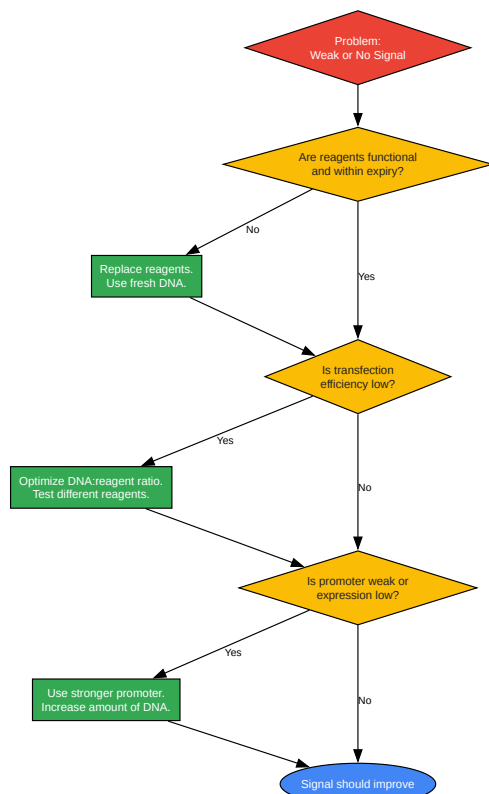 Problem:
Weak or No Signal
Are reagents functional
and within expiry?
No
Replace reagents.
Use fresh DNA.
Yes
Is transfection
efficiency low?
Yes
Optimize DNA:reagent ratio.
Test different reagents.
No
Is promoter weak or
expression low?
Yes
Use stronger promoter.
Increase amount of DNA.
No
Signal should improve